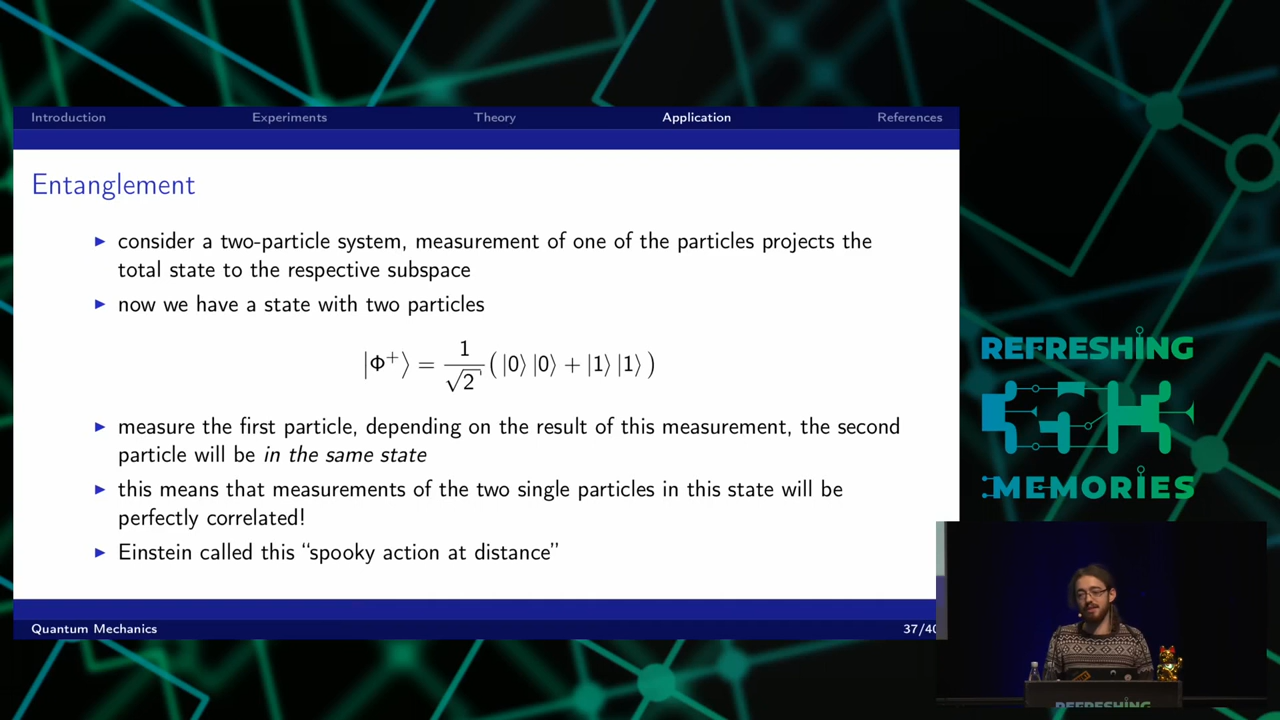 Introduction Experiments Theory Application References
Entanglement
▶ consider a two-particle system, measurement of one of the particles projects the
total state to the respective subspace
▶ now we have a state with two particles
|Φ⁺⟩ = 1/√2 ( |0⟩ |0⟩ + |1⟩ |1⟩ )
▶ measure the first particle, depending on the result of this measurement, the second
particle will be in the same state
▶ this means that measurements of the two single particles in this state will be
perfectly correlated!
▶ Einstein called this “spooky action at distance”
Quantum Mechanics 37/40
REFRESHING
MEMORIES
REFRESHING